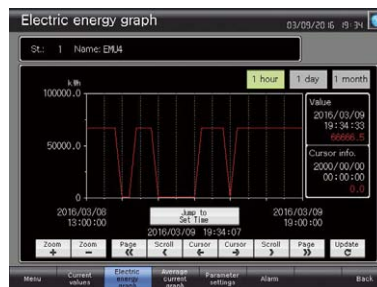 Electric energy graph
03/09/2016 19:34
St.: 1 Name: EMU4
1 hour 1 day 1 month
kWh
100000.0
50000.0
0
Value
2016/03/09
19:34:33
66666.5
Cursor info.
2000/00/00
00:00:00
0.0
2016/03/08
13:00:00
Jump to
Set Time
2016/03/09
19:00:00
2016/03/09 19:34:07
Zoom + Zoom − Page « Scroll ‹ Cursor ← Cursor → Scroll › Page » Update
Menu Current values Electric energy graph Average current graph Parameter settings Alarm Back